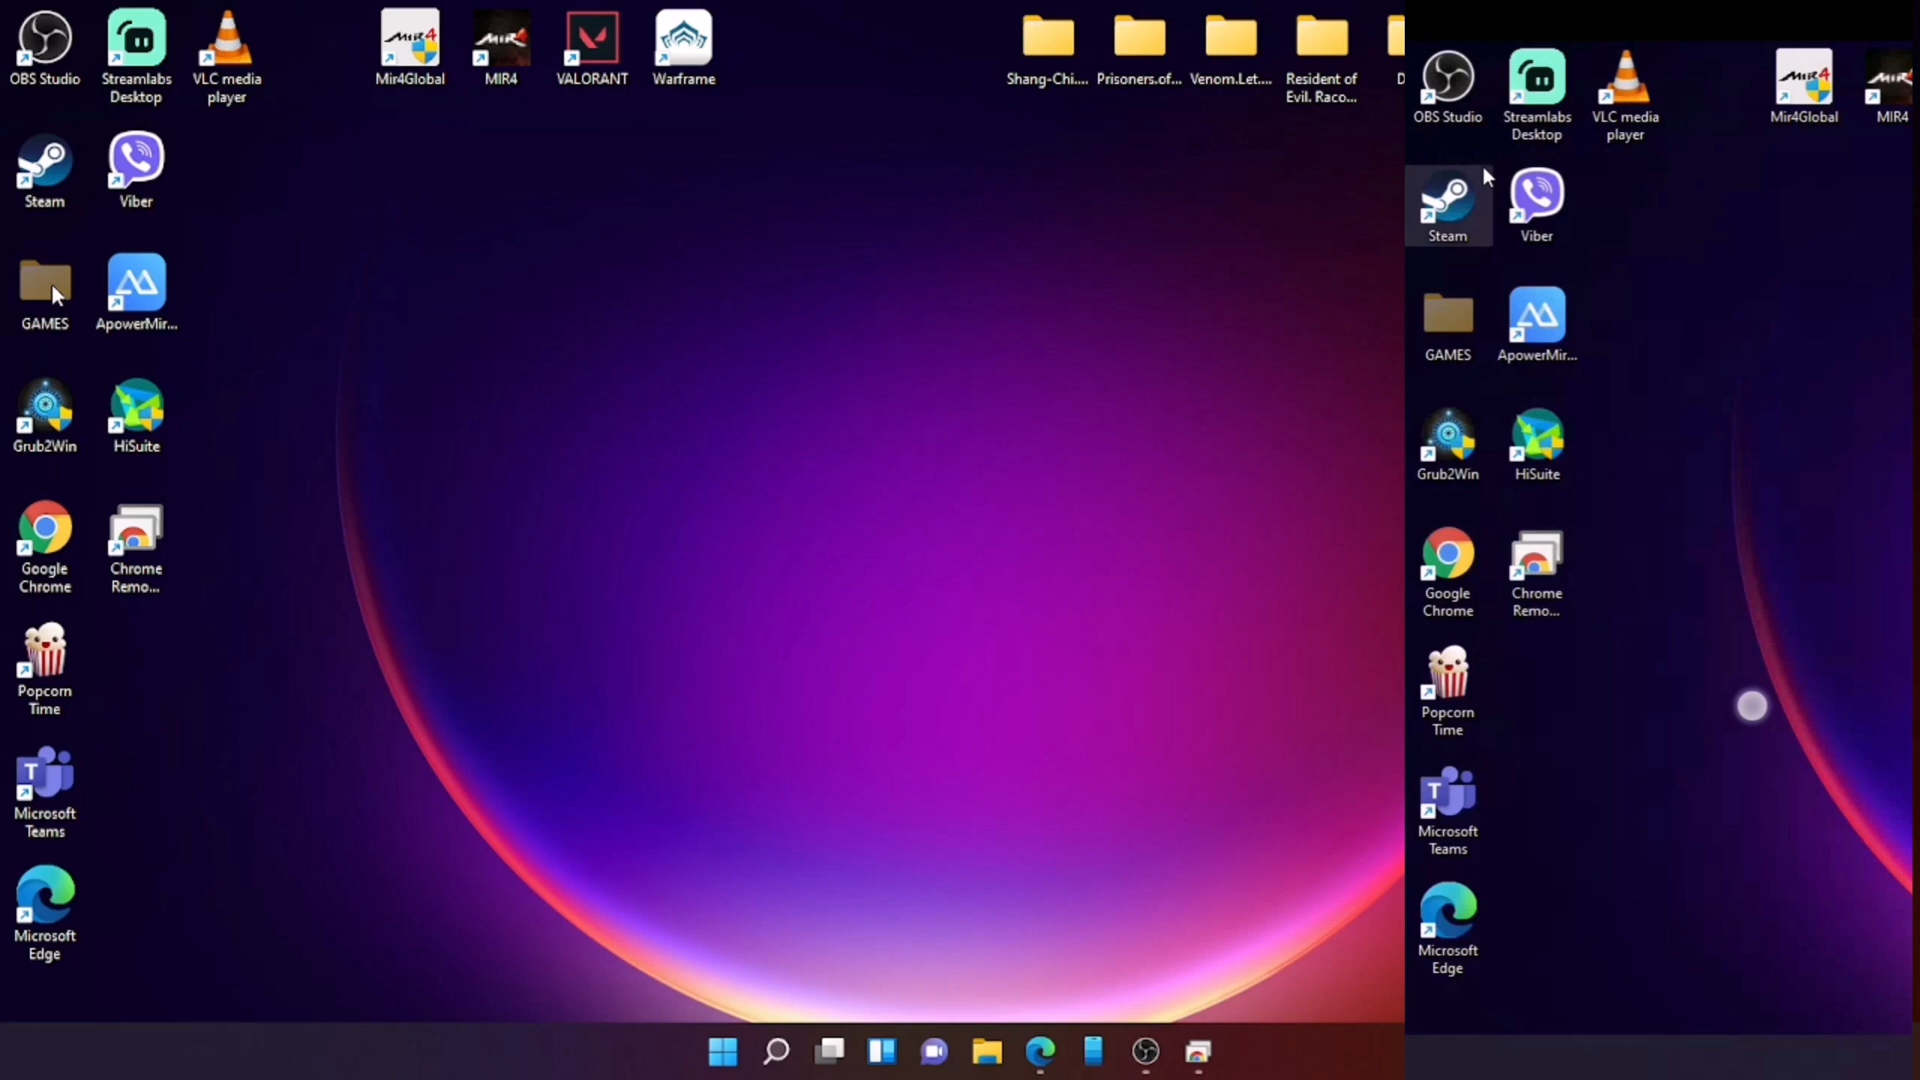 OBS Studio
Streamlabs
Desktop
VLC media
player
MIR4
Mir4Global
MIR4
MIR4
VALORANT
Warframe
Shang-Chi....
Prisoners.of...
Venom.Let....
Resident of
Evil. Raco...
D
Steam
Viber
GAMES
ApowerMir...
Grub2Win
HiSuite
Google
Chrome
Chrome
Remo...
Popcorn
Time
T
Microsoft
Teams
Microsoft
Edge
OBS Studio
Streamlabs
Desktop
VLC media
player
MIR4
Mir4Global
MIR4
Steam
Viber
GAMES
ApowerMir...
Grub2Win
HiSuite
Google
Chrome
Chrome
Remo...
Popcorn
Time
T
Microsoft
Teams
Microsoft
Edge